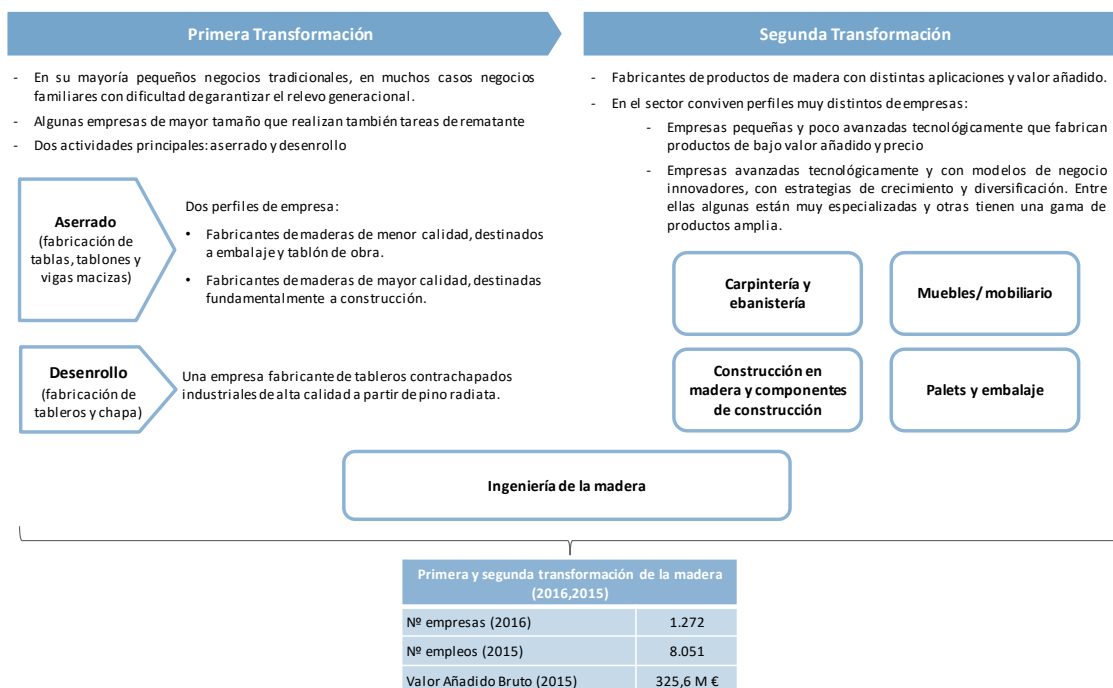 Primera Transformación
- En su mayoría pequeños negocios tradicionales, en muchos casos negocios
familiares con dificultad de garantizar el relevo generacional.
- Algunas empresas de mayor tamaño que realizan también tareas de rematante
- Dos actividades principales: aserrado y desenrollo
Aserrado
(fabricación de
tablas, tablones y
vigas macizas)
Dos perfiles de empresa:
• Fabricantes de maderas de menor calidad, destinados
a embalaje y tablón de obra.
• Fabricantes de maderas de mayor calidad, destinadas
fundamentalmente a construcción.
Desenrollo
(fabricación de
tableros y chapa)
Una empresa fabricante de tableros contrachapados
industriales de alta calidad a partir de pino radiata.
Segunda Transformación
- Fabricantes de productos de madera con distintas aplicaciones y valor añadido.
- En el sector conviven perfiles muy distintos de empresas:
- Empresas pequeñas y poco avanzadas tecnológicamente que fabrican
productos de bajo valor añadido y precio
- Empresas avanzadas tecnológicamente y con modelos de negocio
innovadores, con estrategias de crecimiento y diversificación. Entre
ellas algunas están muy especializadas y otras tienen una gama de
productos amplia.
Carpintería y
ebanistería
Muebles/ mobiliario
Construcción en
madera y componentes
de construcción
Palets y embalaje
Ingeniería de la madera
Primera y segunda transformación de la madera
(2016,2015)
Nº empresas (2016) 1.272
Nº empleos (2015) 8.051
Valor Añadido Bruto (2015) 325,6 M €